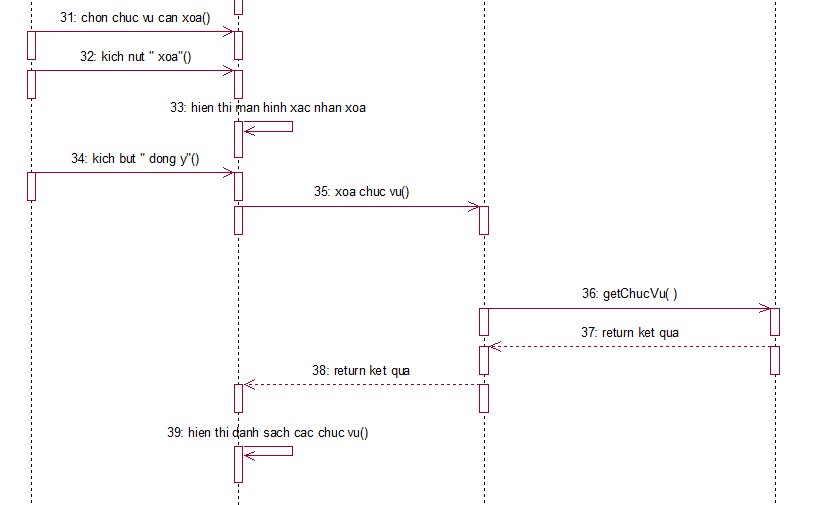 31: chon chuc vu can xoa()
32: kich nut " xoa"()
33: hien thi man hinh xac nhan xoa
34: kich but " dong y"()
35: xoa chuc vu()
36: getChucVu( )
37: return ket qua
38: return ket qua
39: hien thi danh sach cac chuc vu()